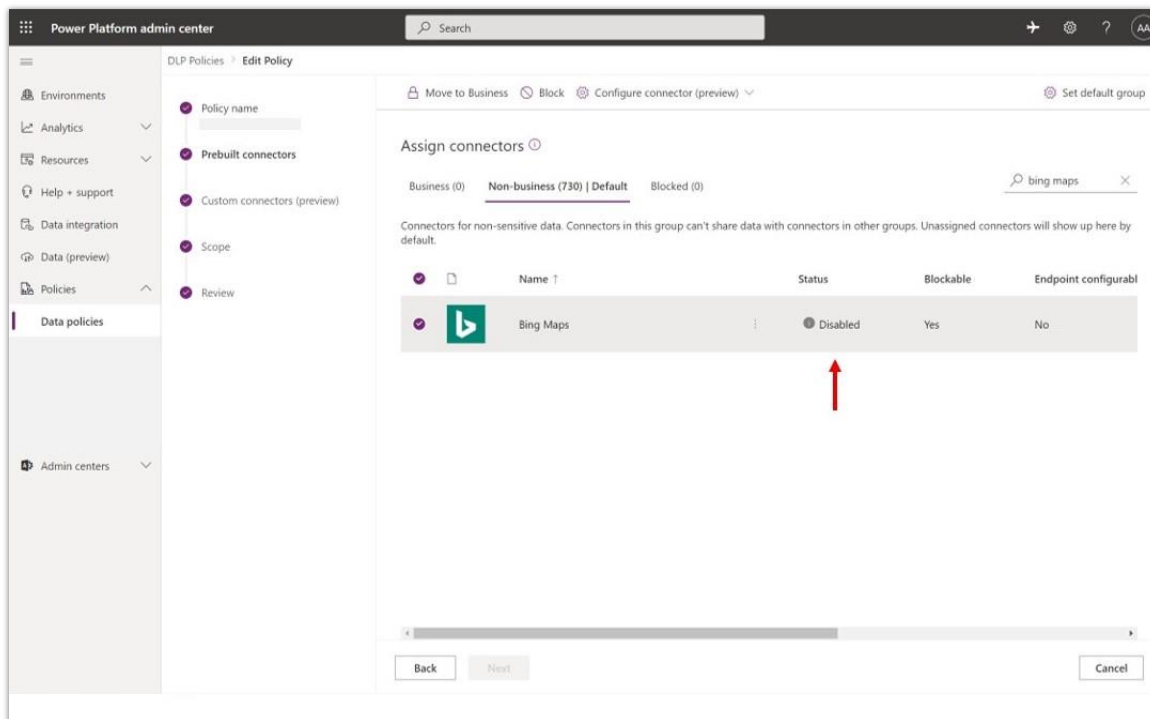 Power Platform admin center
Search
?
AA
DLP Policies > Edit Policy
Environments
Analytics
Resources
Help + support
Data integration
Data (preview)
Policies
Data policies
Admin centers
Policy name
Prebuilt connectors
Custom connectors (preview)
Scope
Review
Move to Business Block Configure connector (preview) Set default group
Assign connectors
Business (0) Non-business (730) | Default Blocked (0) bing maps
Connectors for non-sensitive data. Connectors in this group can't share data with connectors in other groups. Unassigned connectors will show up here by
default.
Name ↑ Status Blockable Endpoint configurabl
Bing Maps Disabled Yes No
Back Next Cancel